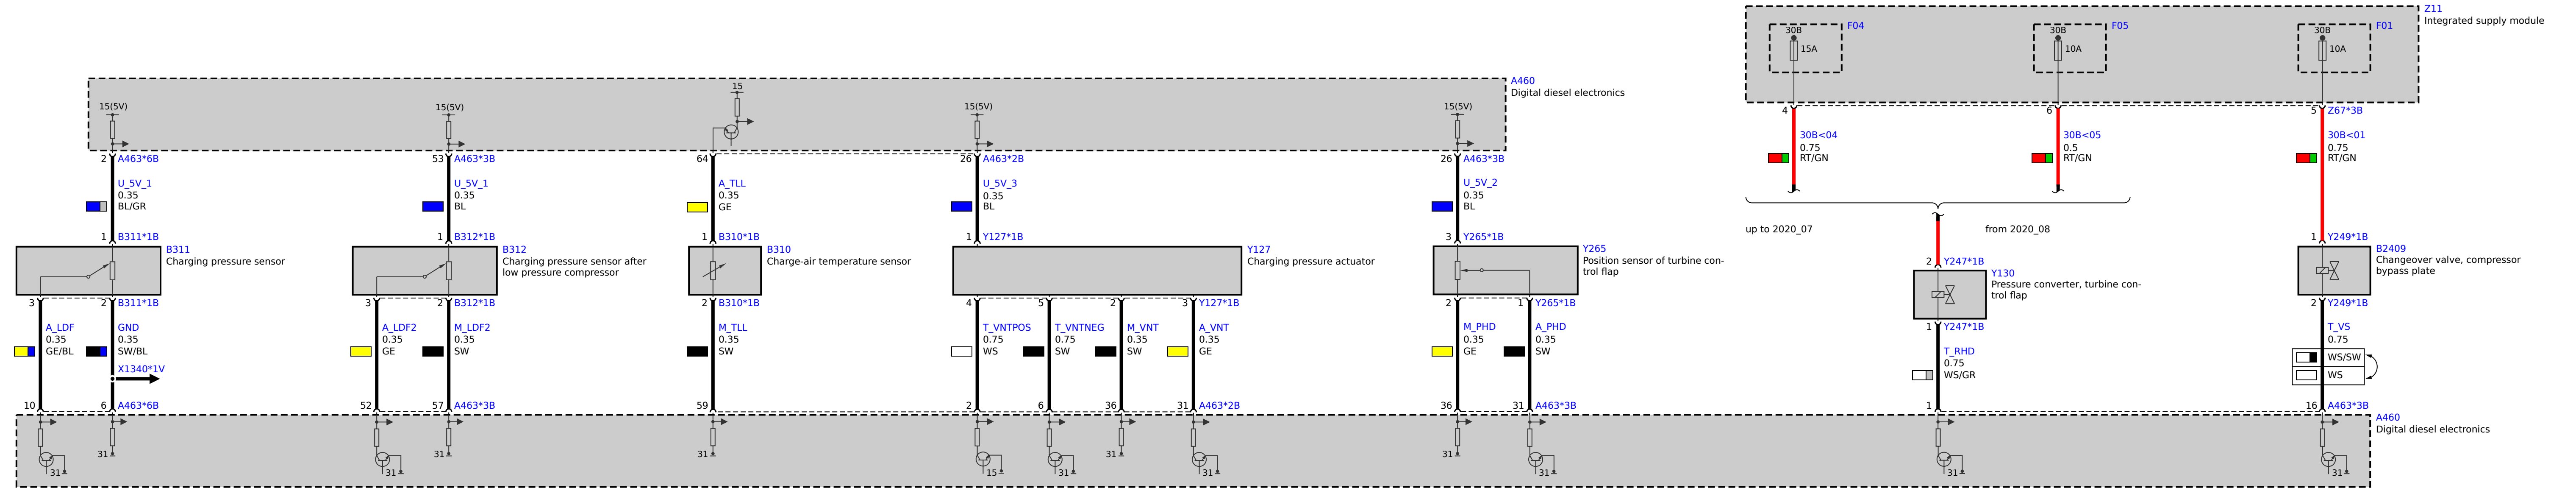 Z11
Integrated supply module
F04
30B
15A
F05
30B
10A
F01
30B
10A
A460
Digital diesel electronics
15(5V)
15(5V)
15
15(5V)
15(5V)
2 A463*6B
53 A463*3B
64
26 A463*2B
26 A463*3B
4
6
5 Z67*3B
U_5V_1
0.35
BL/GR
U_5V_1
0.35
BL
A_TLL
0.35
GE
U_5V_3
0.35
BL
U_5V_2
0.35
BL
30B<04
0.75
RT/GN
30B<05
0.5
RT/GN
30B<01
0.75
RT/GN
up to 2020_07
from 2020_08
1 B311*1B
1 B312*1B
1 B310*1B
1 Y127*1B
3 Y265*1B
2 Y247*1B
1 Y249*1B
B311
Charging pressure sensor
B312
Charging pressure sensor after
low pressure compressor
B310
Charge-air temperature sensor
Y127
Charging pressure actuator
Y265
Position sensor of turbine con-
trol flap
Y130
Pressure converter, turbine con-
trol flap
B2409
Changeover valve, compressor
bypass plate
3
2 B311*1B
3
2 B312*1B
2 B310*1B
4
5
2
3 Y127*1B
2
1 Y265*1B
1 Y247*1B
2 Y249*1B
A_LDF
0.35
GE/BL
GND
0.35
SW/BL
X1340*1V
A_LDF2
0.35
GE
M_LDF2
0.35
SW
M_TLL
0.35
SW
T_VNTPOS
0.75
WS
T_VNTNEG
0.75
SW
M_VNT
0.35
SW
A_VNT
0.35
GE
M_PHD
0.35
GE
A_PHD
0.35
SW
T_RHD
0.75
WS/GR
T_VS
0.75
WS/SW
WS
10
6 A463*6B
52
57 A463*3B
59
2
6
36
31 A463*2B
36
31 A463*3B
1
16 A463*3B
A460
Digital diesel electronics
31
31
31
31
31
15
31
31
31
31
31
31
31